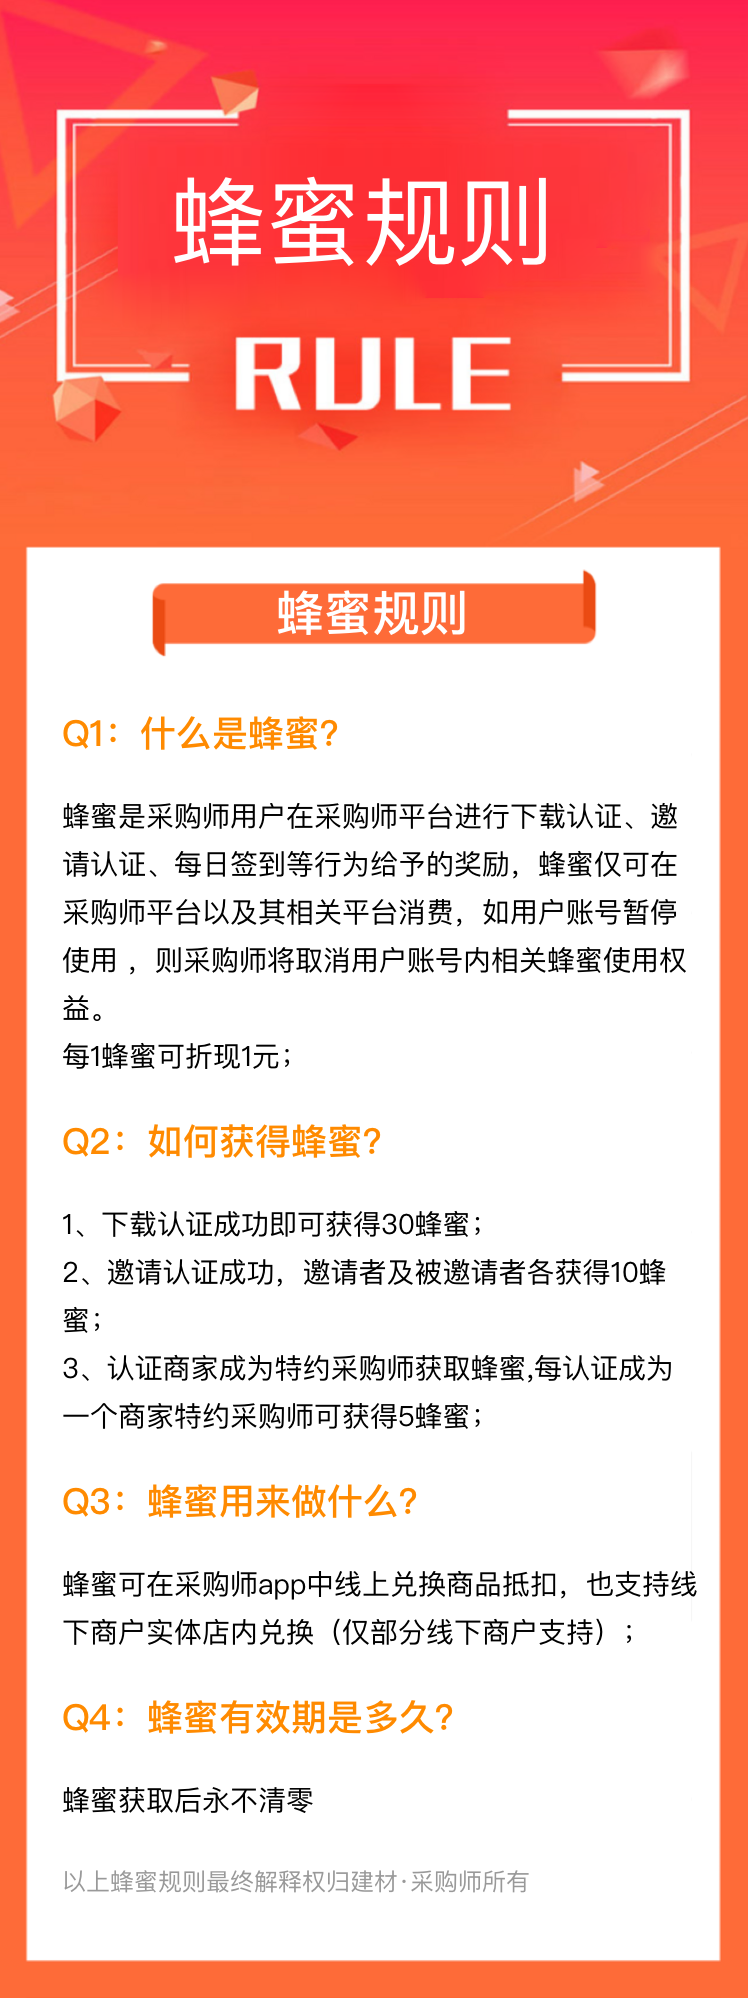 蜂蜜规则
RULE
蜂蜜规则
Q1：什么是蜂蜜？
蜂蜜是采购师用户在采购师平台进行下载认证、邀
请认证、每日签到等行为给予的奖励，蜂蜜仅可在
采购师平台以及其相关平台消费，如用户账号暂停
使用 ，则采购师将取消用户账号内相关蜂蜜使用权
益。
每1蜂蜜可折现1元；
Q2：如何获得蜂蜜？
1、下载认证成功即可获得30蜂蜜；
2、邀请认证成功，邀请者及被邀请者各获得10蜂
蜜；
3、认证商家成为特约采购师获取蜂蜜,每认证成为
一个商家特约采购师可获得5蜂蜜；
Q3：蜂蜜用来做什么？
蜂蜜可在采购师app中线上兑换商品抵扣，也支持线
下商户实体店内兑换（仅部分线下商户支持）；
Q4：蜂蜜有效期是多久？
蜂蜜获取后永不清零
以上蜂蜜规则最终解释权归建材·采购师所有